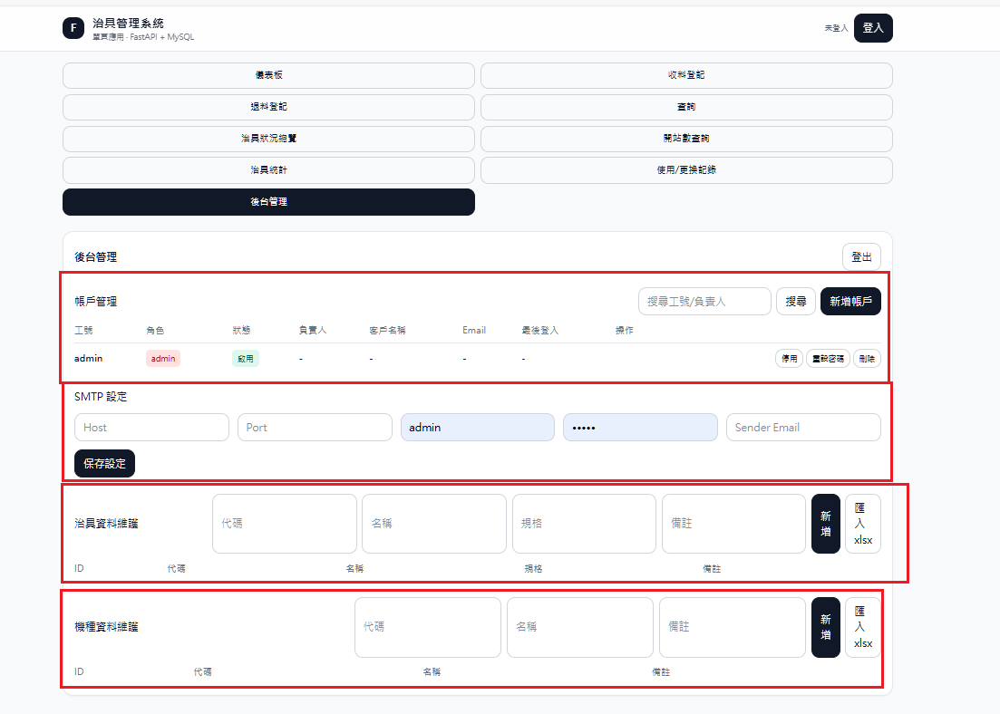 F
治具管理系統
單頁應用 · FastAPI + MySQL
未登入 登入
儀表板 收料登記
退料登記 查詢
治具狀況總覽 開站數查詢
治具統計 使用/更換記錄
後台管理
後台管理 登出
帳戶管理 搜尋工號/負責人 搜尋 新增帳戶
工號 角色 狀態 負責人 客戶名稱 Email 最後登入 操作
admin admin 啟用 - - - - 停用 重設密碼 刪除
SMTP 設定
Host Port admin ••••• Sender Email
保存設定
治具資料維護 代碼 名稱 規格 備註 新增 匯入 xlsx
ID 代碼 名稱 規格 備註
機種資料維護 代碼 名稱 備註 新增 匯入 xlsx
ID 代碼 名稱 備註